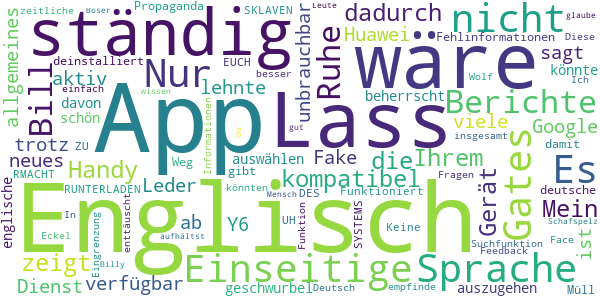 zeitliche Boser Propaganda SKLAVEN Leute glaube
ständig dadurch nicht Diese
allgemeines Huawei Fehlinformationen
deinstalliert EUCH unbrauchbar Ruhe sagt
Bill aktiv Nur lehnte wäre könnte
einfach besser beherrscht Wolf Ich
davon wissen App Lass Berichte
schön Informationen gut viele Google
trotz ZU 3 insgesamt damit
neues Weg auswählen Fake die Ihrem Gates Es
englische Handy gibt kompatibel Gerät deutsche
RMACHT Leder könnten Funktioniert Mein
RUNTERLADEN Mensch DES Fragen Schafspelz
In ab Y6 UH SYSTEMS Keine ist
Englisch Sprache
Eckel enttäuscht Funktion Suchfunktion
zeigt Billy Eingrenzung aufhältst Einseitige Face Feedback
Dienst verfügbar geschwurbel Deutsch empfinde auszugehen Müll